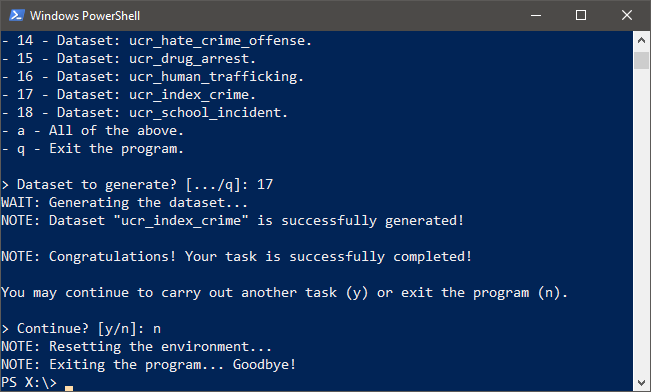 Windows PowerShell
- 14 - Dataset: ucr_hate_crime_offense.
- 15 - Dataset: ucr_drug_arrest.
- 16 - Dataset: ucr_human_trafficking.
- 17 - Dataset: ucr_index_crime.
- 18 - Dataset: ucr_school_incident.
- a - All of the above.
- q - Exit the program.
> Dataset to generate? [.../q]: 17
WAIT: Generating the dataset...
NOTE: Dataset "ucr_index_crime" is successfully generated!
NOTE: Congratulations! Your task is successfully completed!
You may continue to carry out another task (y) or exit the program (n).
> Continue? [y/n]: n
NOTE: Resetting the environment...
NOTE: Exiting the program... Goodbye!
PS X:\>